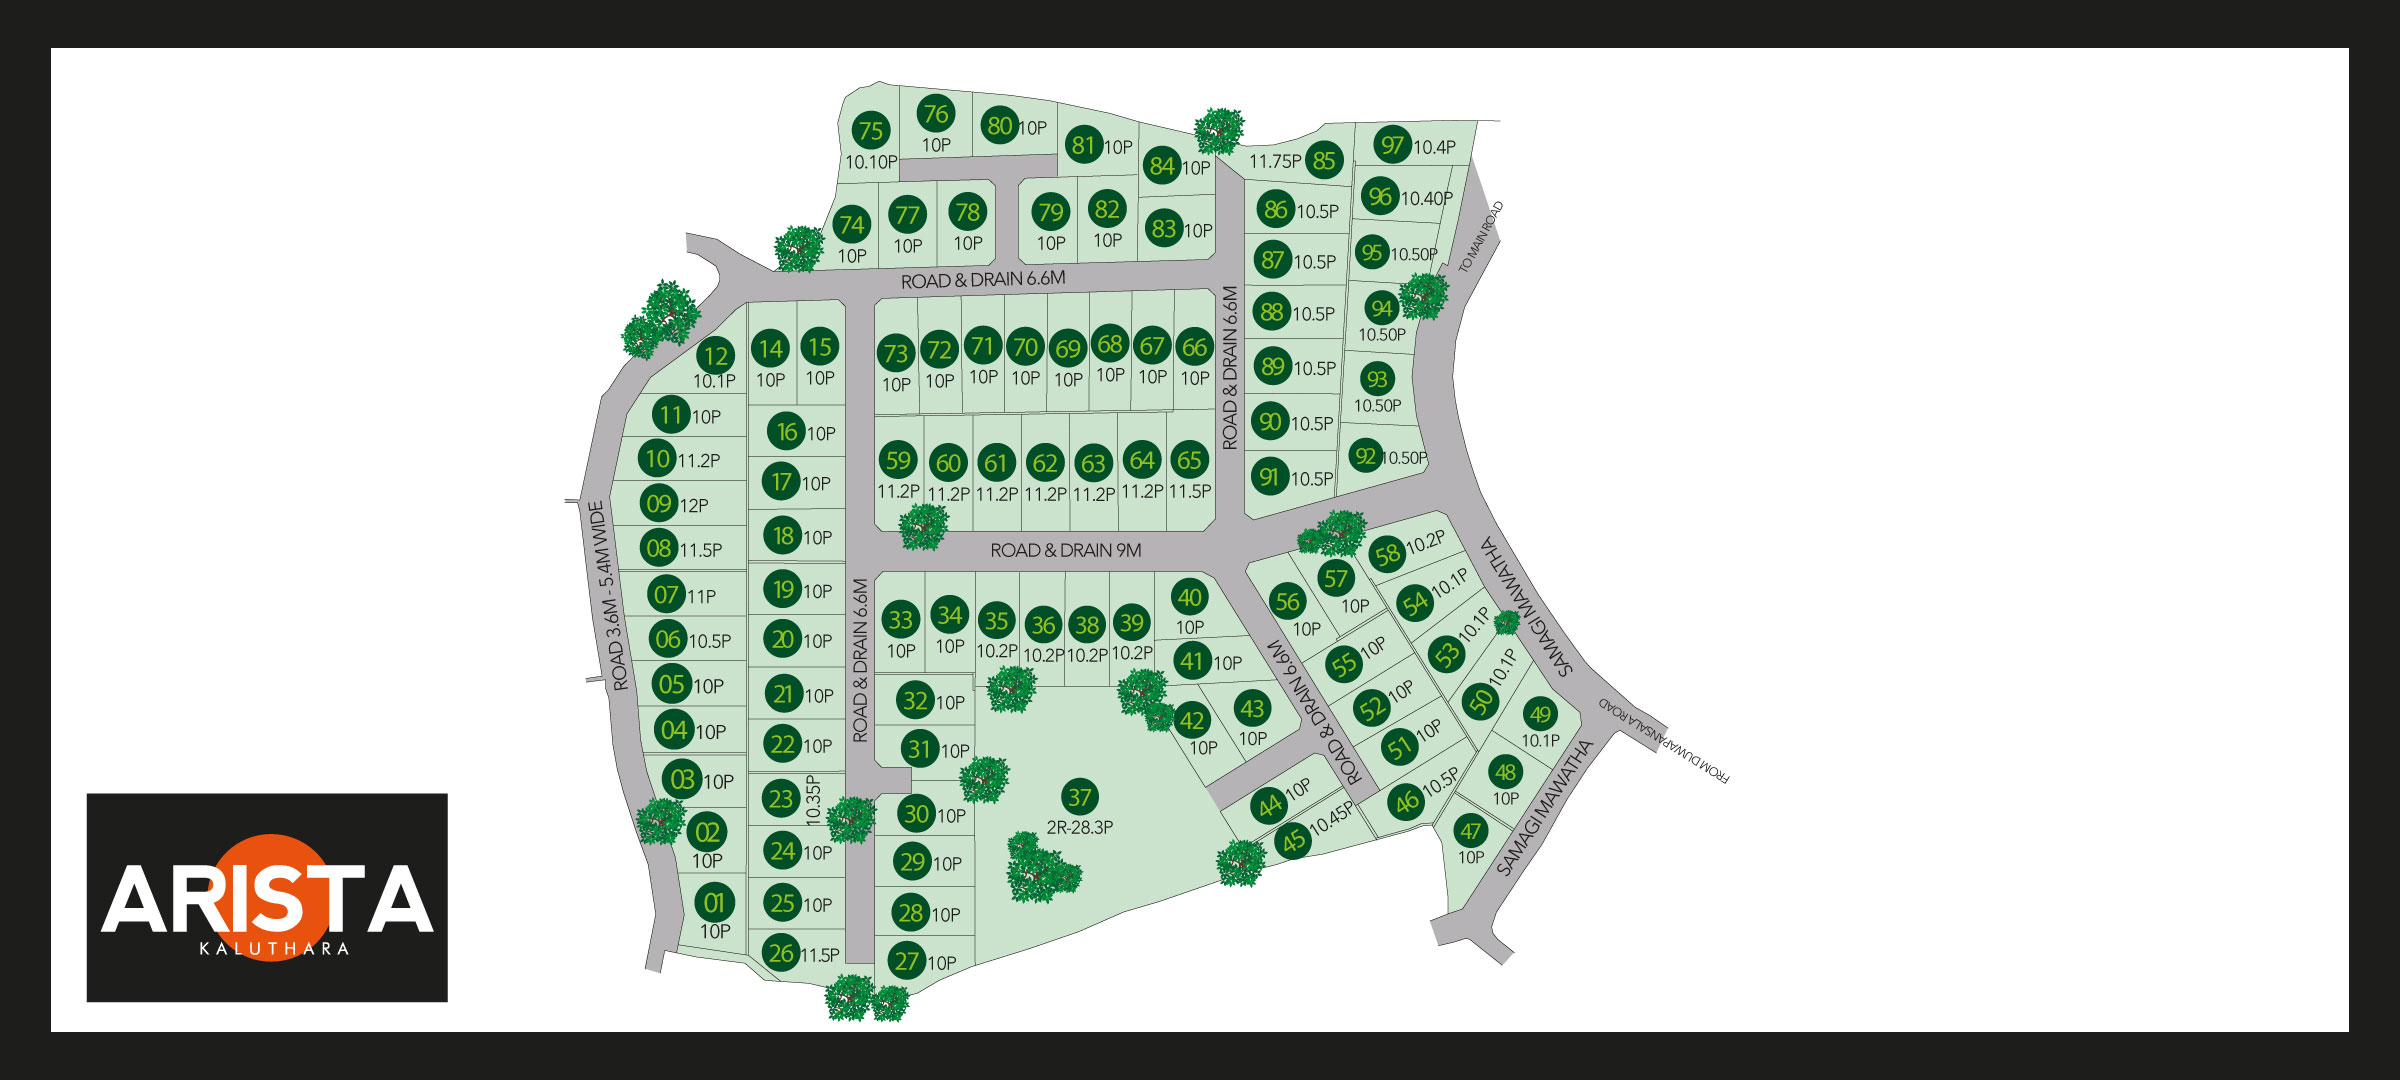 75
10.10P
76
10P
80 10P
81 10P
84 10P
11.75P 85
97 10.4P
74
10P
77
10P
78
10P
79
10P
82
10P
83 10P
86 10.5P
96 10.40P
87 10.5P
95 10.50P
88 10.5P
94
10.50P
89 10.5P
93
10.50P
90 10.5P
92 10.50P
91 10.5P
TO MAIN ROAD
ROAD & DRAIN 6.6M
ROAD & DRAIN 6.6M
12
10.1P
14
10P
15
10P
73
10P
72
10P
71
10P
70
10P
69
10P
68
10P
67
10P
66
10P
11 10P
16 10P
10 11.2P
17 10P
09 12P
18 10P
08 11.5P
59
11.2P
60
11.2P
61
11.2P
62
11.2P
63
11.2P
64
11.2P
65
11.5P
ROAD 3.6M - 5.4M WIDE
ROAD & DRAIN 9M
07 11P
19 10P
06 10.5P
20 10P
05 10P
21 10P
04 10P
22 10P
03 10P
23 10.35P
02
10P
24 10P
01
10P
25 10P
26 11.5P
ROAD & DRAIN 6.6M
33
10P
34
10P
35
10.2P
36
10.2P
38
10.2P
39
10.2P
40
10P
41 10P
42
10P
43
10P
32 10P
31 10P
30 10P
29 10P
28 10P
27 10P
37
2R-28.3P
56
10P
57
10P
58 10.2P
54 10.1P
55 10P
53 10.1P
52 10P
50 10.1P
51 10P
49
10.1P
46 10.5P
48
10P
47
10P
44 10P
45 10.45P
ROAD & DRAIN 6.6M
ROAD & DRAIN 6.6M
SAMAGI MAWATHA
SAMAGI MAWATHA
FROM DUWAPANSALA ROAD
ARISTA
KALUTHARA